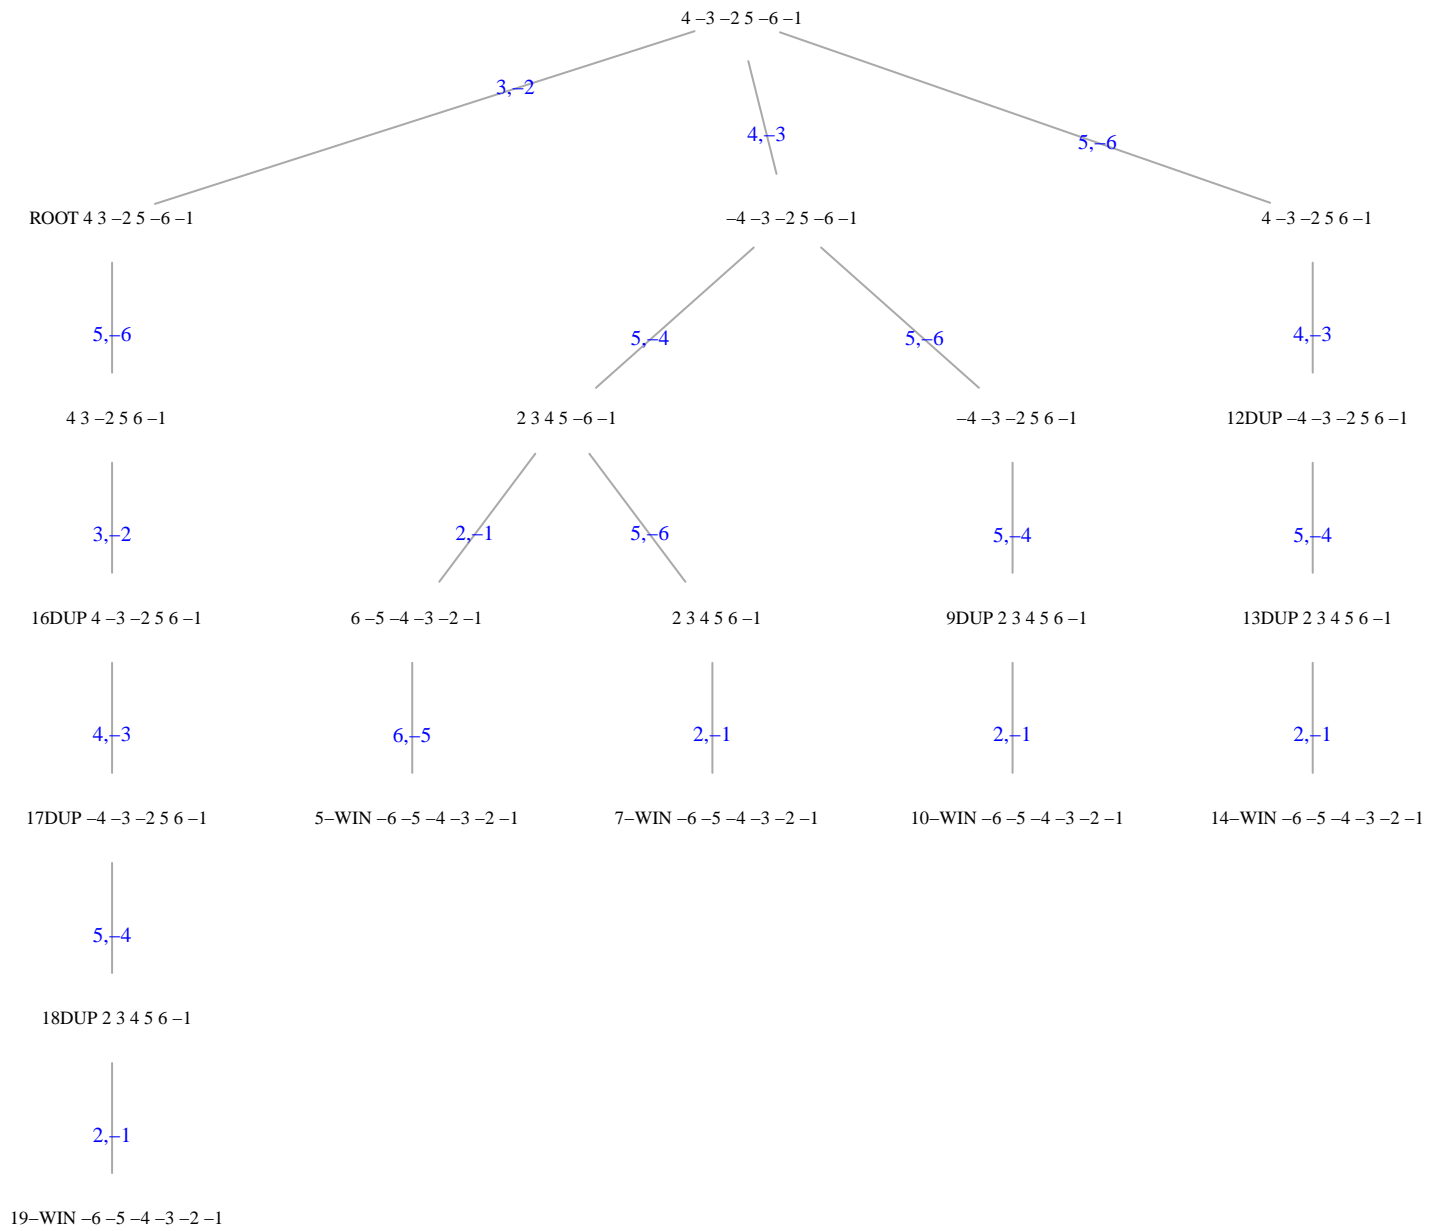 4 –3 –2 5 –6 –1
3,–2
4,–3
5,–6
ROOT 4 3 –2 5 –6 –1
–4 –3 –2 5 –6 –1
4 –3 –2 5 6 –1
5,–6
5,–4
5,–6
4,–3
4 3 –2 5 6 –1
2 3 4 5 –6 –1
–4 –3 –2 5 6 –1
12DUP –4 –3 –2 5 6 –1
3,–2
2,–1
5,–6
5,–4
5,–4
16DUP 4 –3 –2 5 6 –1
6 –5 –4 –3 –2 –1
2 3 4 5 6 –1
9DUP 2 3 4 5 6 –1
13DUP 2 3 4 5 6 –1
4,–3
6,–5
2,–1
2,–1
2,–1
17DUP –4 –3 –2 5 6 –1
5–WIN –6 –5 –4 –3 –2 –1
7–WIN –6 –5 –4 –3 –2 –1
10–WIN –6 –5 –4 –3 –2 –1
14–WIN –6 –5 –4 –3 –2 –1
5,–4
18DUP 2 3 4 5 6 –1
2,–1
19–WIN –6 –5 –4 –3 –2 –1